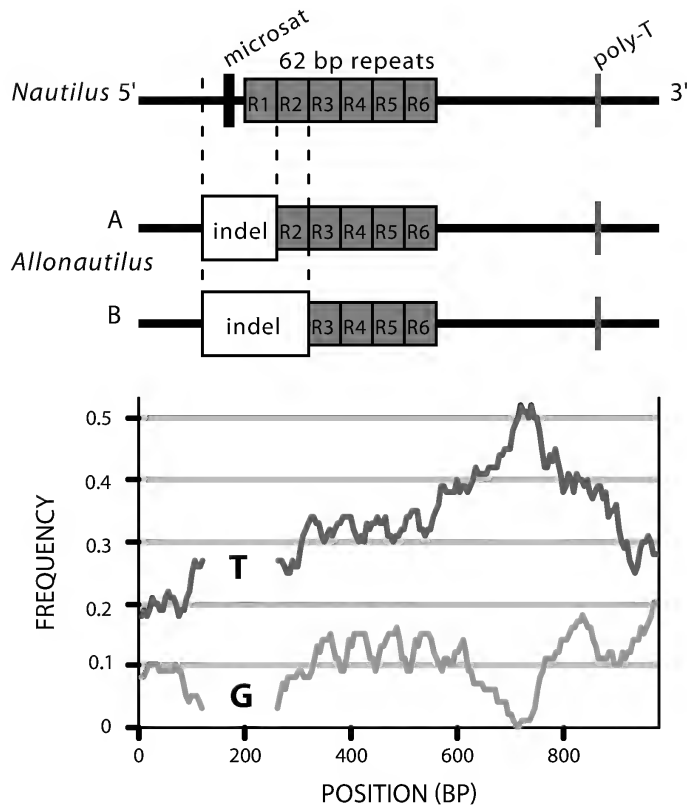 microsat
62 bp repeats
poly-T
Nautilus 5' R1 R2 R3 R4 R5 R6 3'
A indel R2 R3 R4 R5 R6
Allonautilus
B indel R3 R4 R5 R6
FREQUENCY
0.5
0.4
0.3
T
0.2
0.1
G
0
0 200 400 600 800
POSITION (BP)